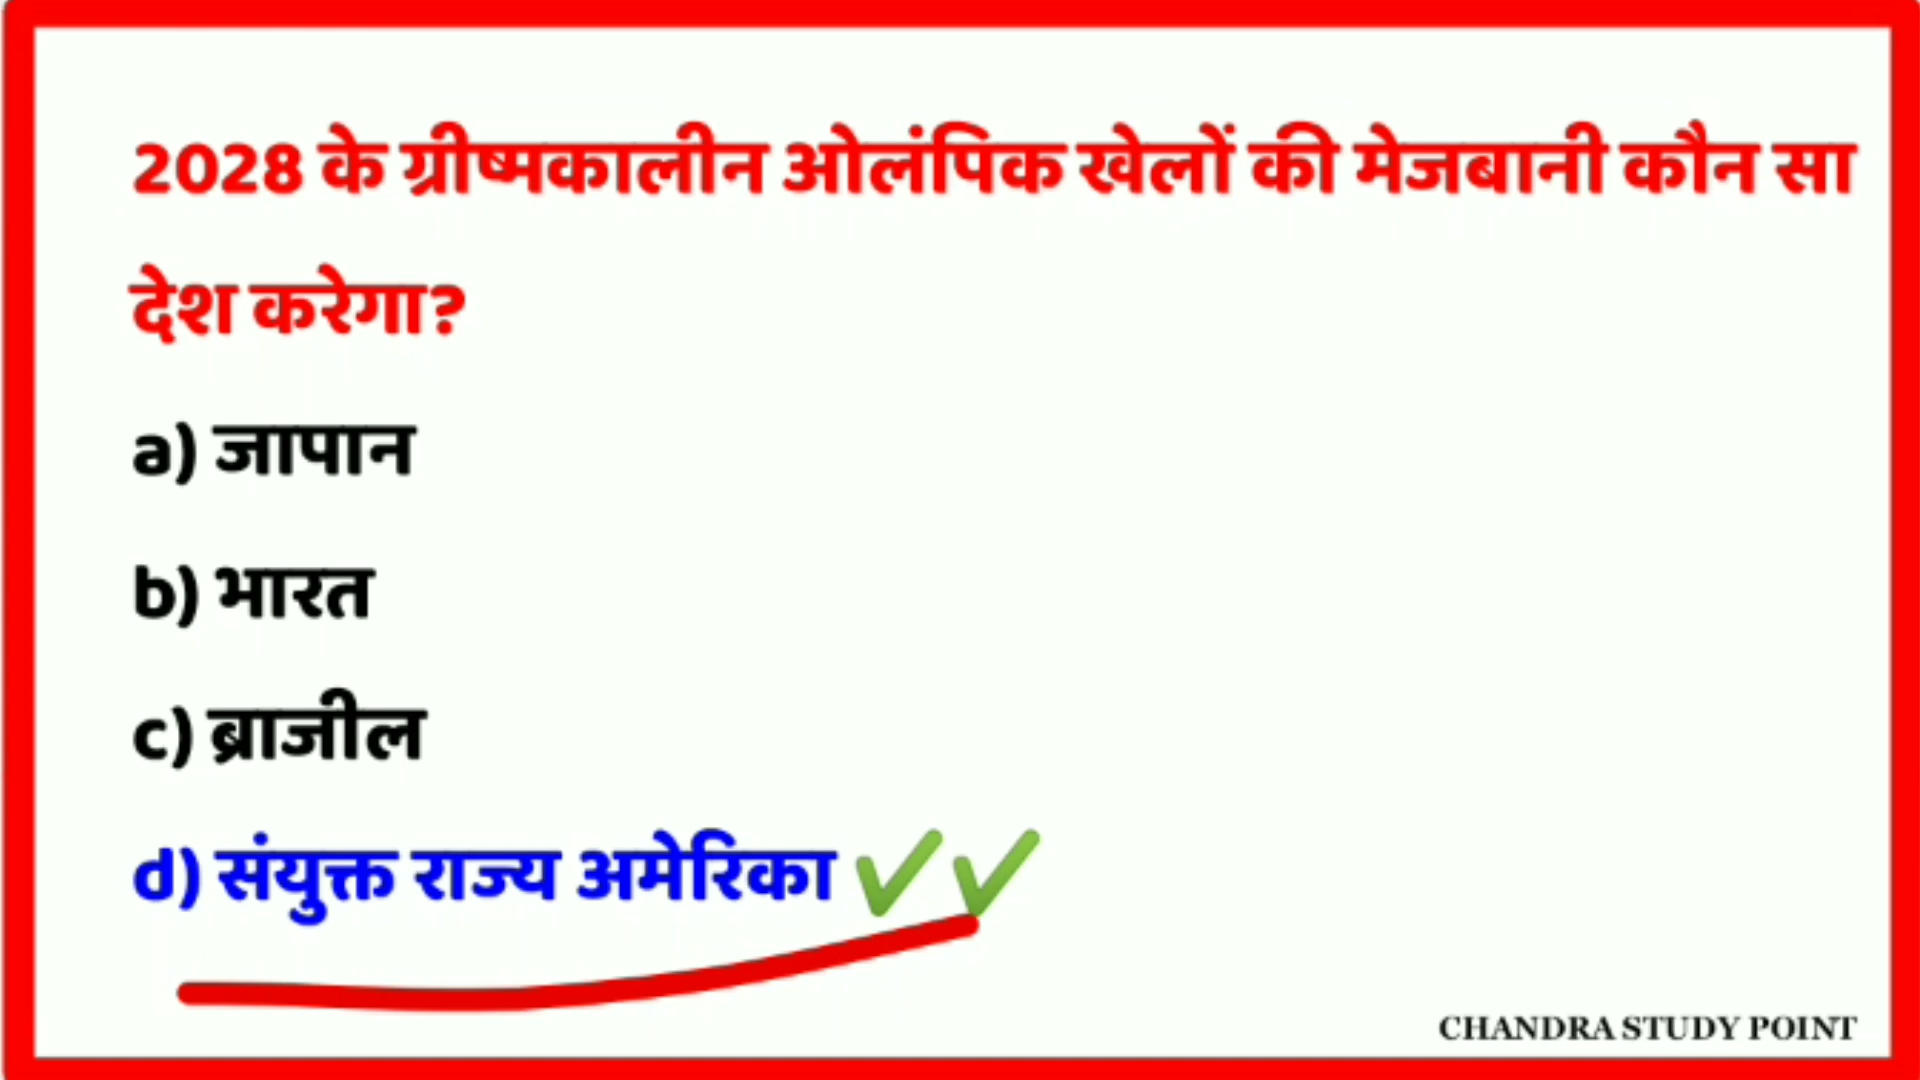 2028 के ग्रीष्मकालीन ओलंपिक खेलों की मेजबानी कौन सा
देश करेगा?
a) जापान
b) भारत
c) ब्राजील
d) संयुक्त राज्य अमेरिका ✔✔
CHANDRA STUDY POINT